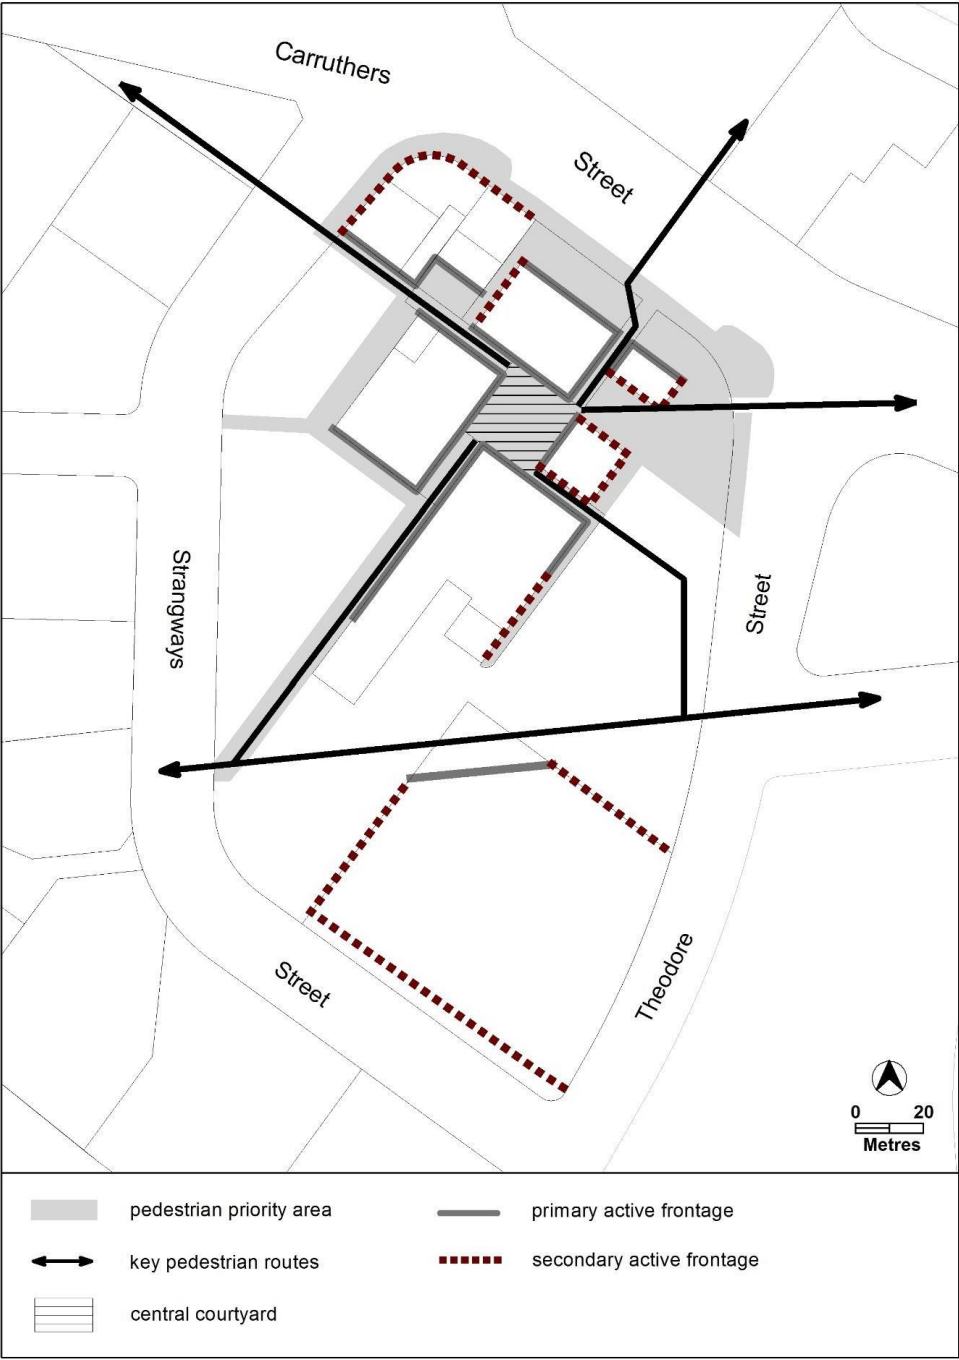 Carruthers
Street
Strangways
Street
Street
Theodore
0 20
Metres
pedestrian priority area
primary active frontage
key pedestrian routes
secondary active frontage
central courtyard